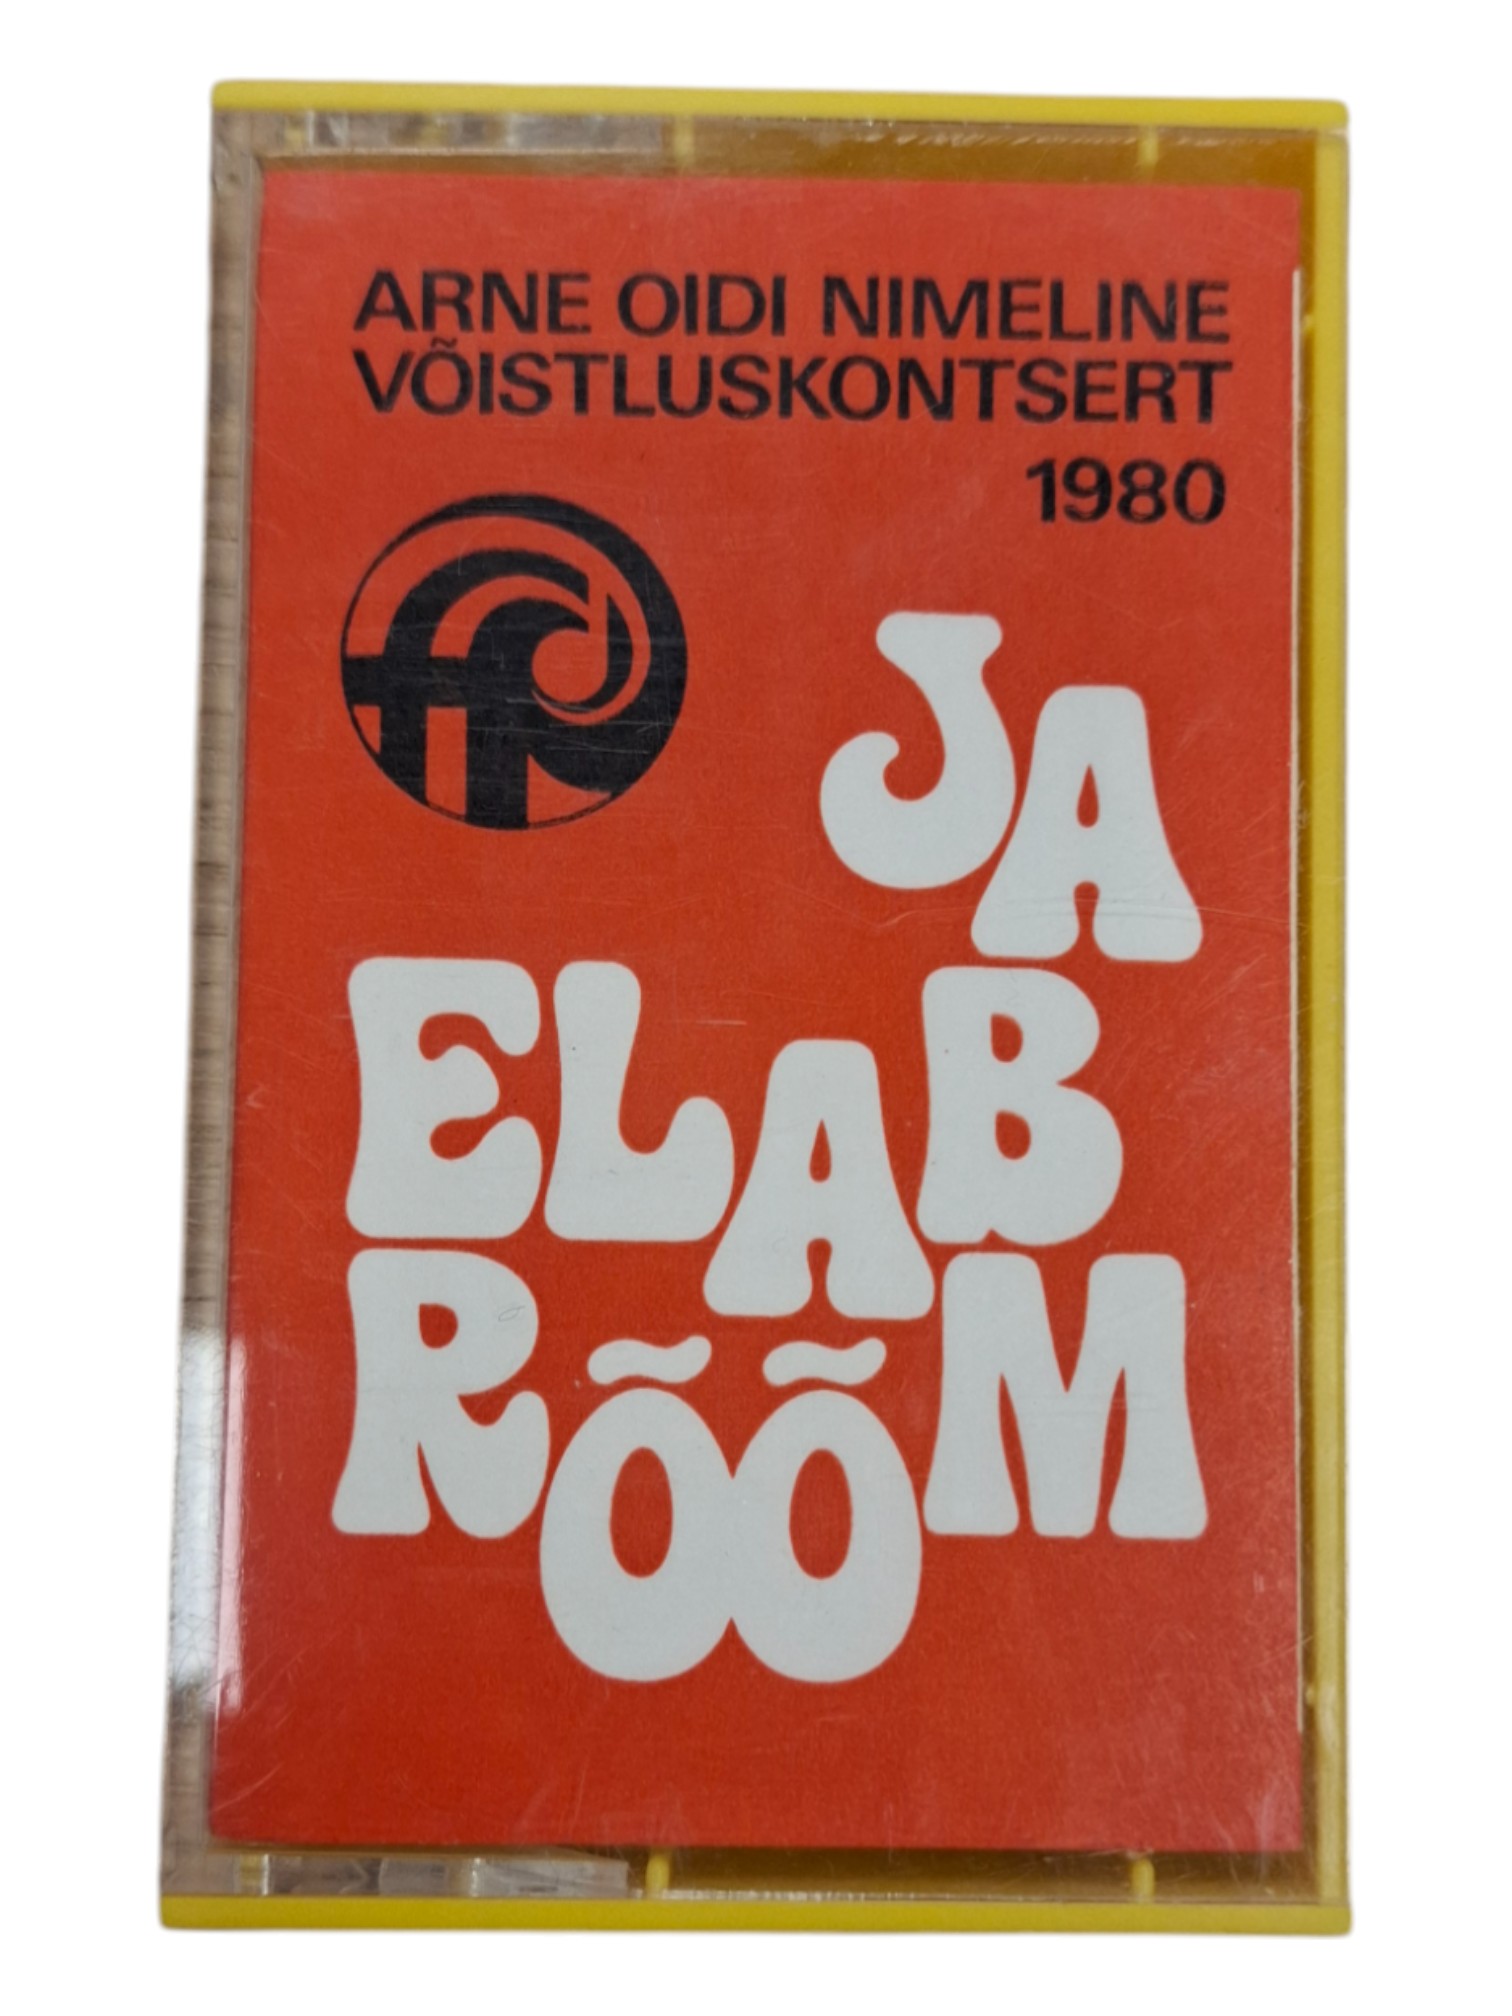 ARNE OIDI NIMELINE
VÕISTLUSKONTSERT
1980
JA
ELAB
RÕÕM